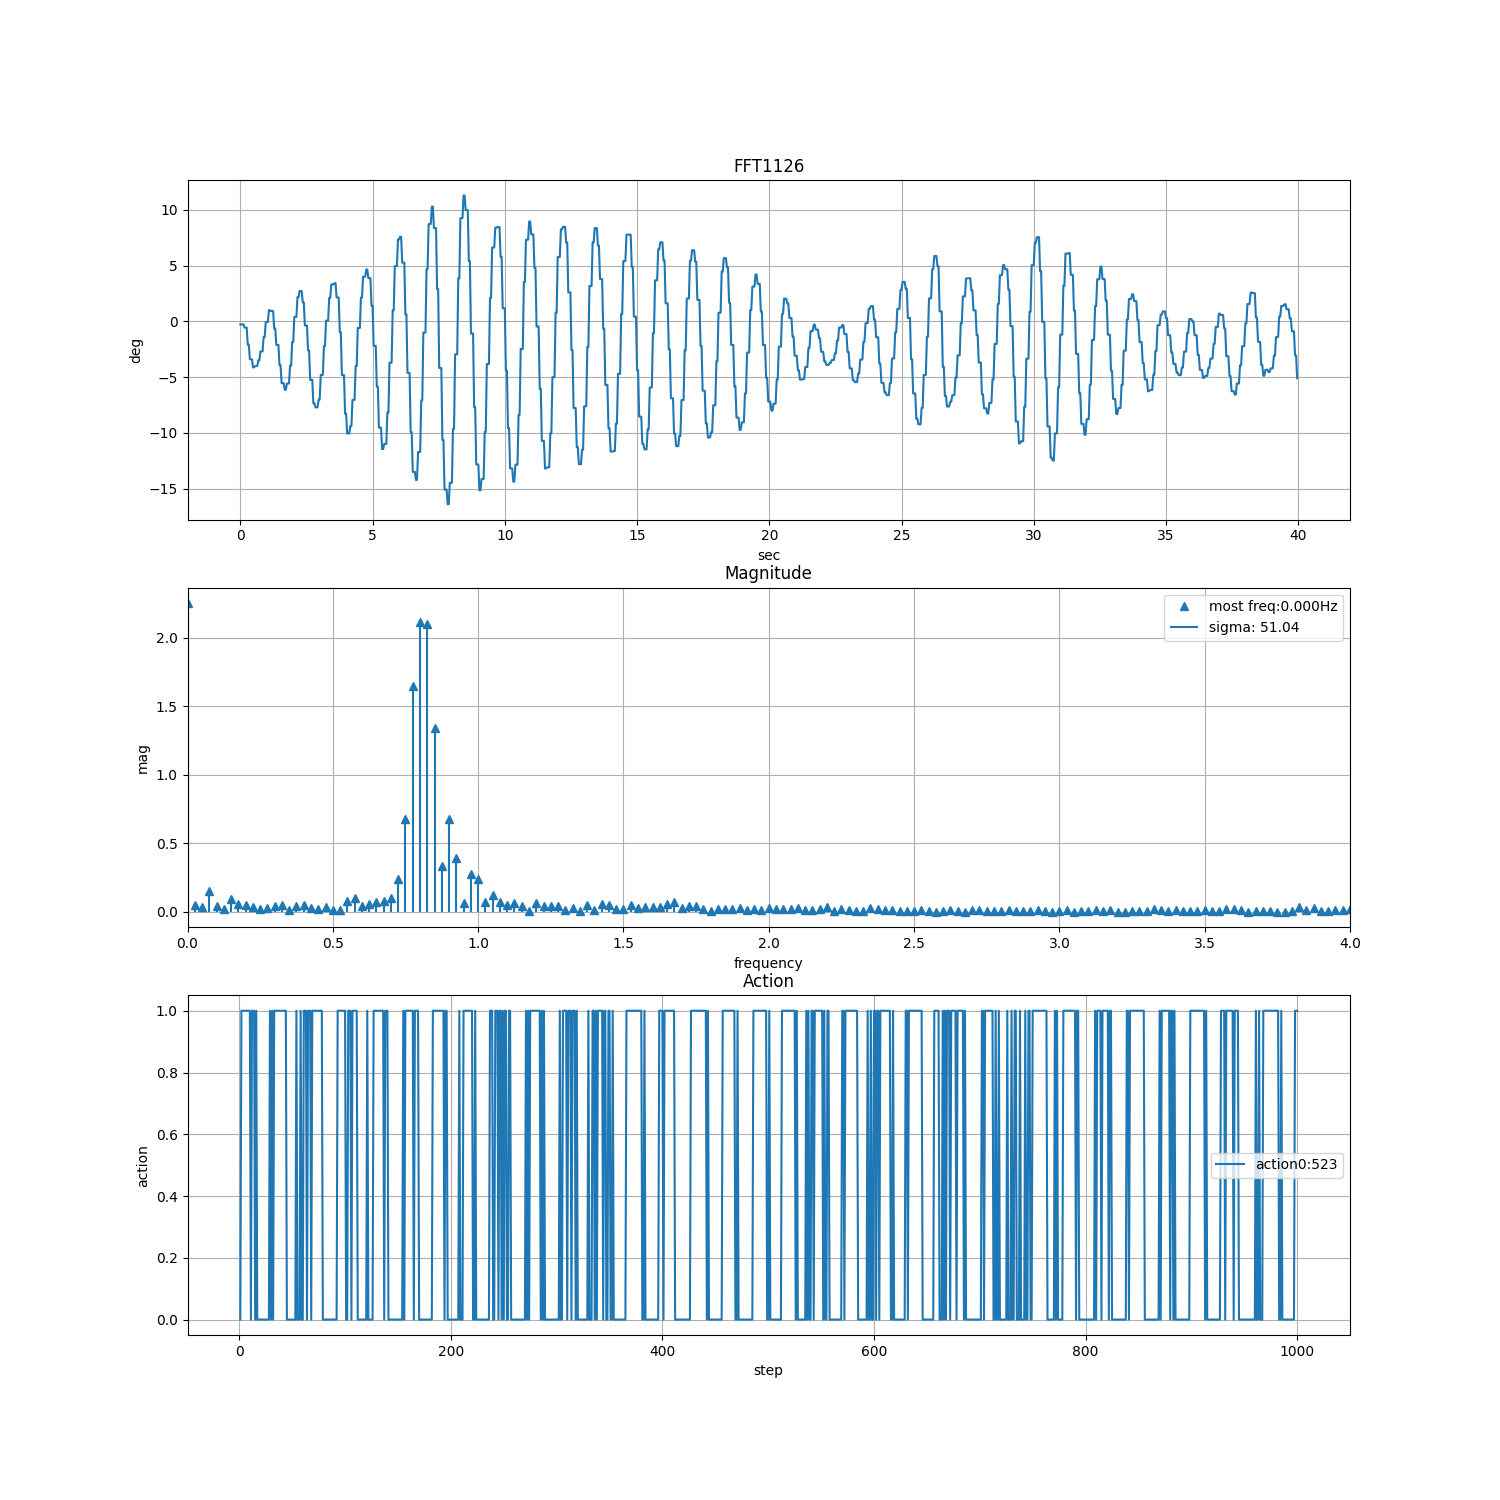 FFT1126
10
5
0
−5
−10
−15
deg
0 5 10 15 20 25 30 35 40
sec
Magnitude
most freq:0.000Hz
sigma: 51.04
2.0
1.5
1.0
0.5
0.0
mag
0.0 0.5 1.0 1.5 2.0 2.5 3.0 3.5 4.0
frequency
Action
1.0
0.8
0.6
0.4
0.2
0.0
action
action0:523
0 200 400 600 800 1000
step